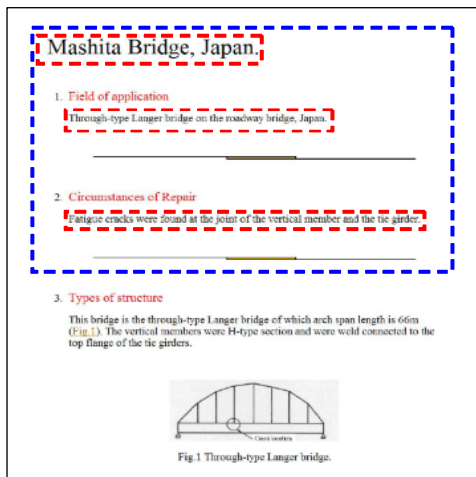 Mashita Bridge, Japan.
1. Field of application
Through-type Langer bridge on the roadway bridge, Japan.
2. Circumstances of Repair
Fatigue cracks were found at the joint of the vertical member and the tie girder.
3. Types of structure
This bridge is the through-type Langer bridge of which arch span length is 66m
(Fig.1). The vertical members were H-type section and were weld connected to the
top flange of the tie girders.
Crack location
Fig.1 Through-type Langer bridge.